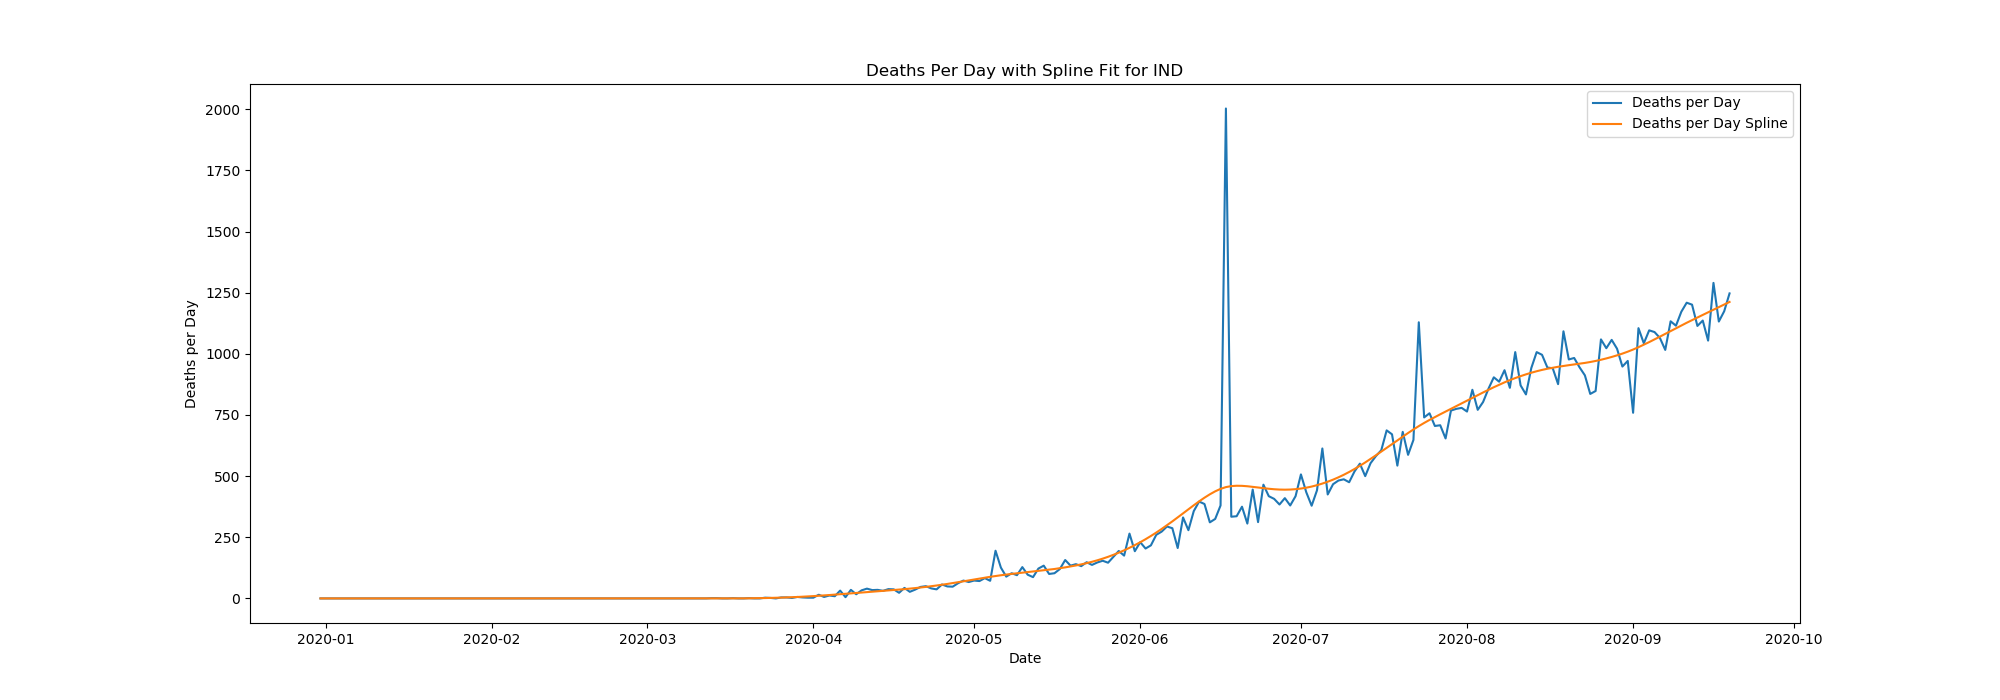 Deaths Per Day with Spline Fit for IND
Deaths per Day
Deaths per Day Spline
2000
1750
1500
1250
1000
750
500
250
0
Deaths per Day
2020-01 2020-02 2020-03 2020-04 2020-05 2020-06 2020-07 2020-08 2020-09 2020-10
Date